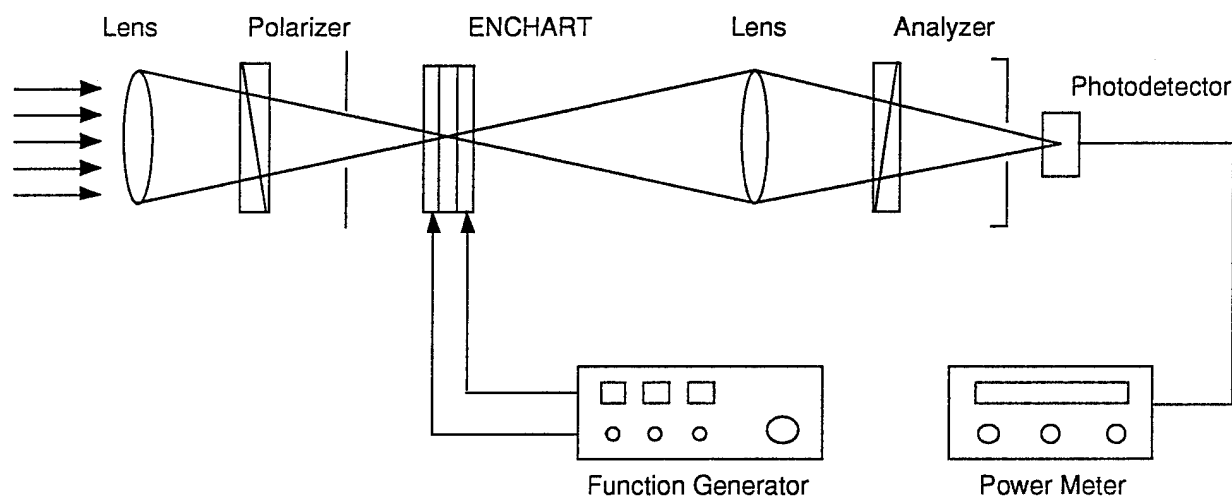 Lens
Polarizer
ENCHART
Lens
Analyzer
Photodetector
Function Generator
Power Meter